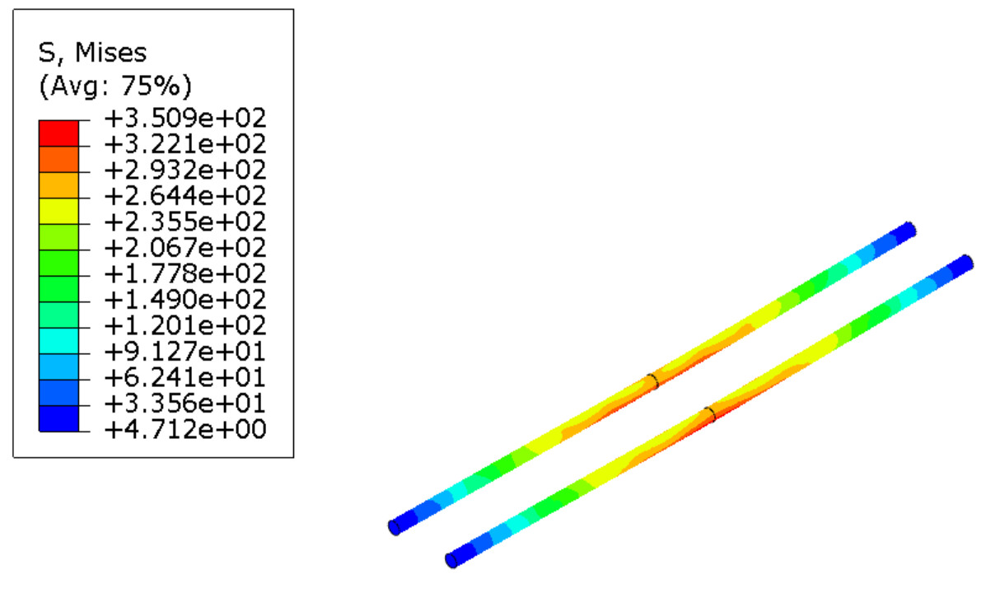 S, Mises
(Avg: 75%)
+3.509e+02
+3.221e+02
+2.932e+02
+2.644e+02
+2.355e+02
+2.067e+02
+1.778e+02
+1.490e+02
+1.201e+02
+9.127e+01
+6.241e+01
+3.356e+01
+4.712e+00